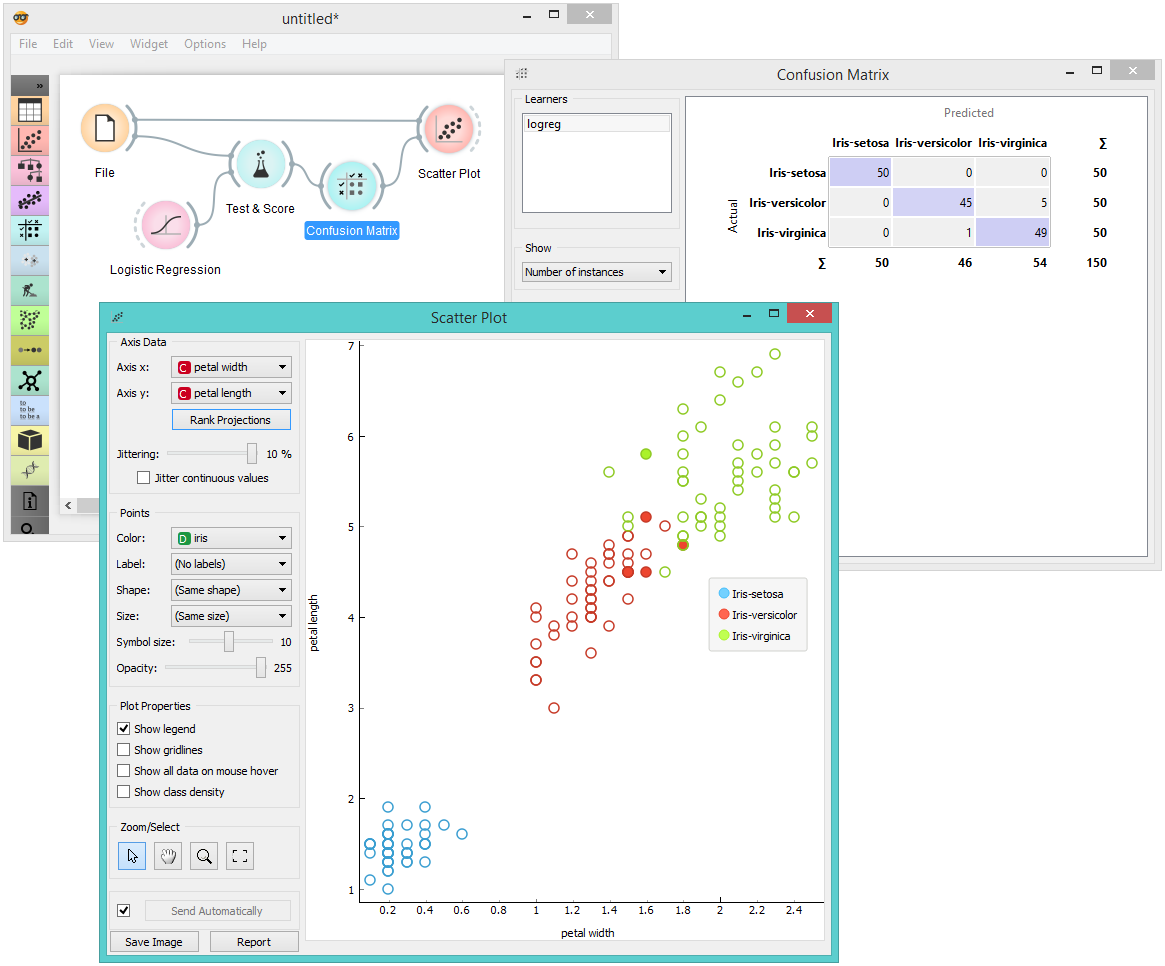 untitled*
File Edit View Widget Options Help
»
File
Test & Score
Logistic Regression
Confusion Matrix
Scatter Plot
to
to be
to be a
Confusion Matrix
Learners
logreg
Show
Number of instances
Predicted
Iris-setosa Iris-versicolor Iris-virginica Σ
Iris-setosa 50 0 0 50
Actual
Iris-versicolor 0 45 5 50
Iris-virginica 0 1 49 50
Σ 50 46 54 150
Scatter Plot
Axis Data
Axis x: C petal width
Axis y: C petal length
Rank Projections
Jittering: 10 %
Jitter continuous values
Points
Color: D iris
Label: (No labels)
Shape: (Same shape)
Size: (Same size)
Symbol size: 10
Opacity: 255
Plot Properties
Show legend
Show gridlines
Show all data on mouse hover
Show class density
Zoom/Select
Send Automatically
Save Image Report
7
6
5
4
3
2
1
petal length
0.2 0.4 0.6 0.8 1 1.2 1.4 1.6 1.8 2 2.2 2.4
petal width
Iris-setosa
Iris-versicolor
Iris-virginica